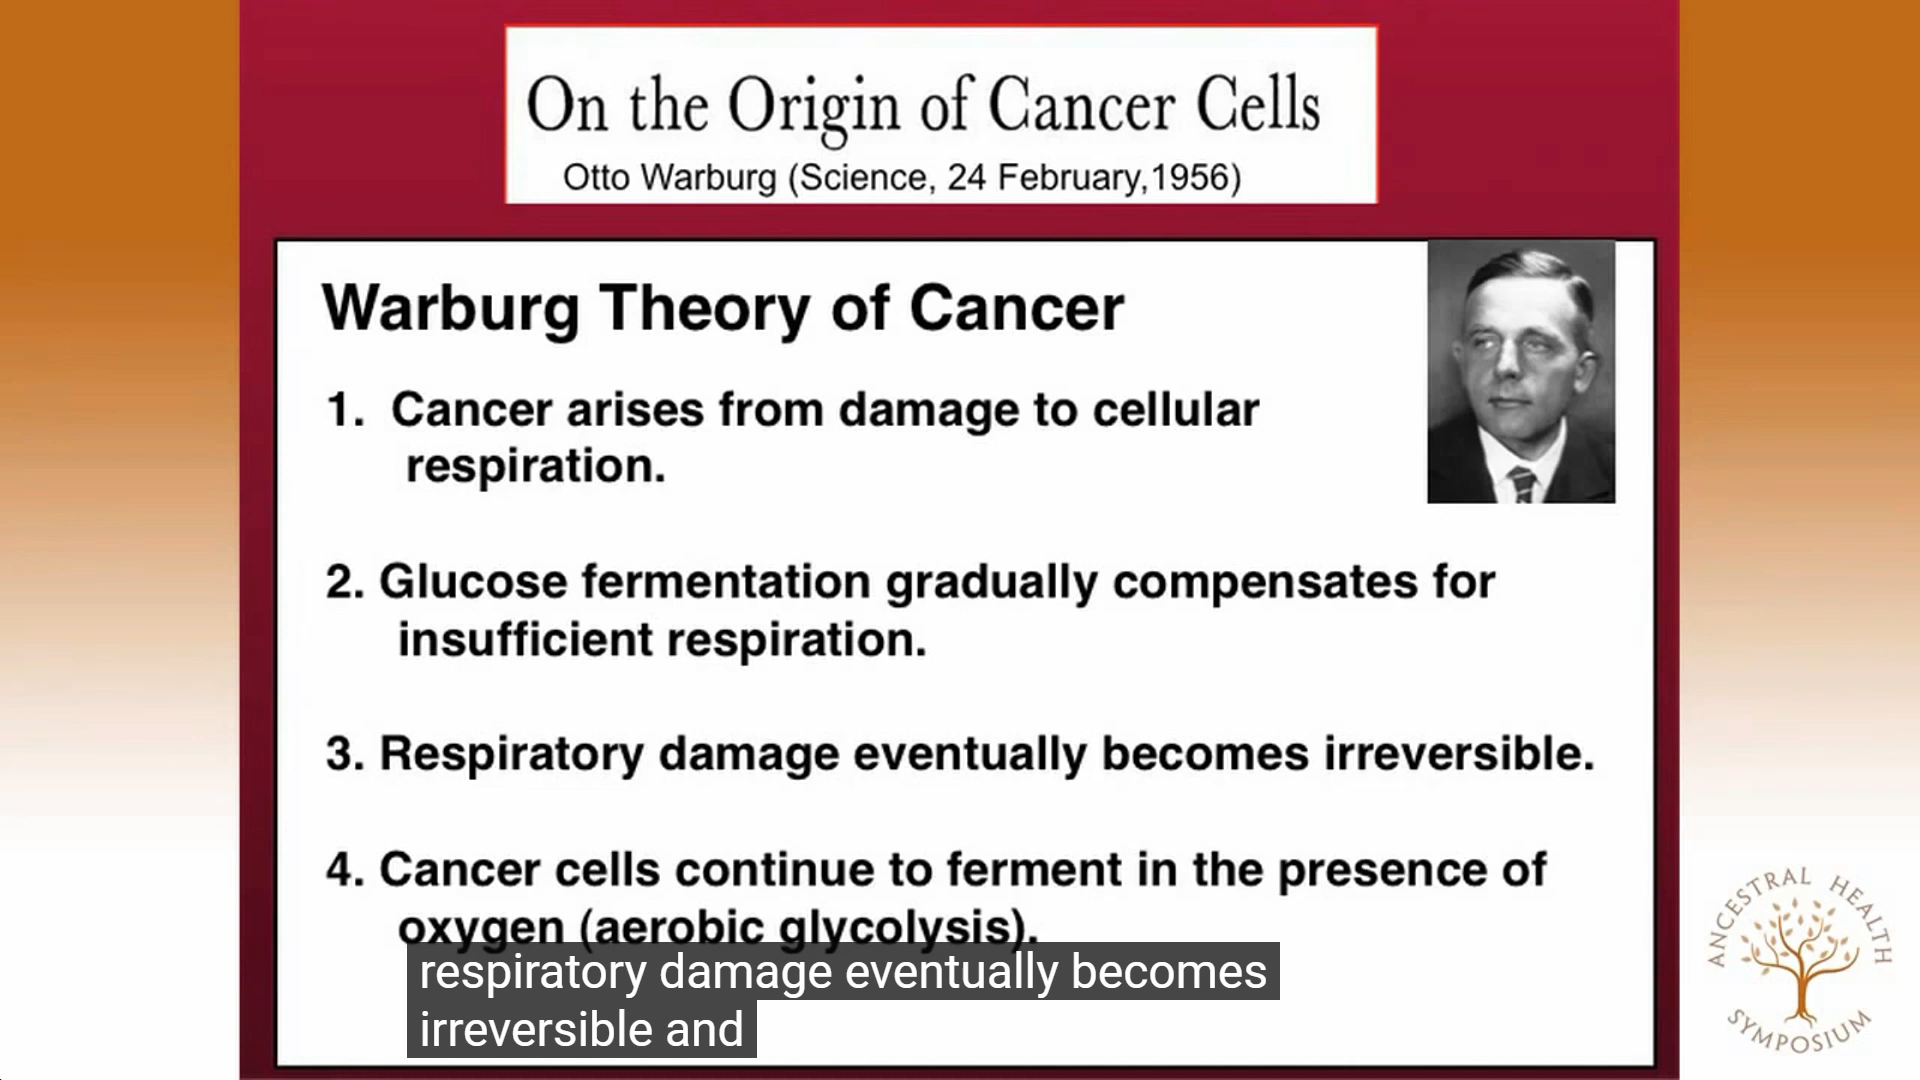 On the Origin of Cancer Cells
Otto Warburg (Science, 24 February,1956)
Warburg Theory of Cancer
1. Cancer arises from damage to cellular
respiration.
2. Glucose fermentation gradually compensates for
insufficient respiration.
3. Respiratory damage eventually becomes irreversible.
4. Cancer cells continue to ferment in the presence of
oxygen (aerobic glycolysis).
respiratory damage eventually becomes
irreversible and
ANCESTRAL HEALTH
SYMPOSIUM